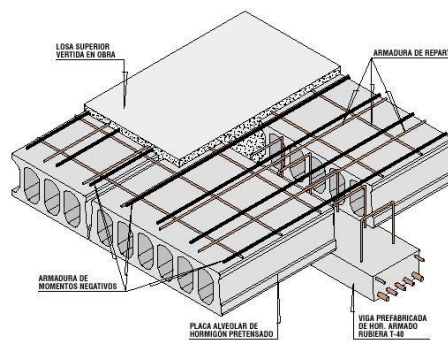 LOSA SUPERIOR
VERTIDA EN OBRA
ARMADURA DE REPART
ARMADURA DE
MOMENTOS NEGATIVOS
PLACA ALVEOLAR DE
HORMIGÓN PRETENSADO
VIGA PREFABRICADA
DE HOR. ARMADO
RUBIERA T-40